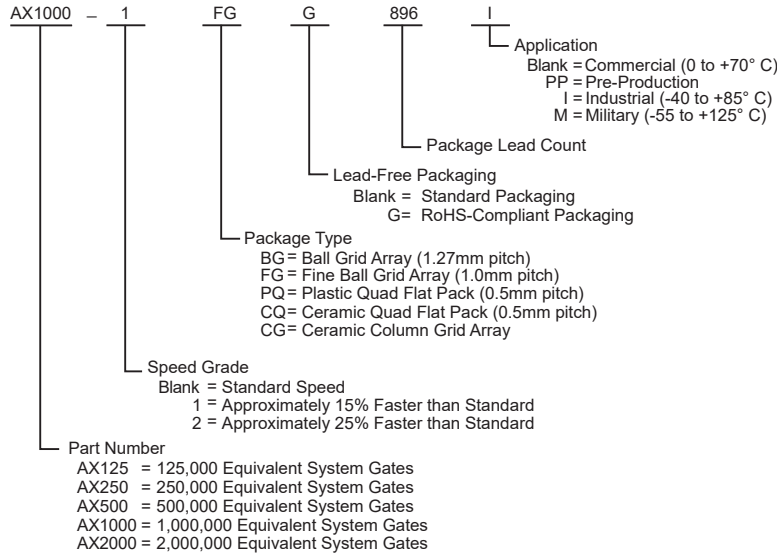 AX1000 – 1 FG G 896 I
Application
Blank = Commercial (0 to +70° C)
PP = Pre-Production
I = Industrial (-40 to +85° C)
M = Military (-55 to +125° C)
Package Lead Count
Lead-Free Packaging
Blank = Standard Packaging
G= RoHS-Compliant Packaging
Package Type
BG = Ball Grid Array (1.27mm pitch)
FG = Fine Ball Grid Array (1.0mm pitch)
PQ = Plastic Quad Flat Pack (0.5mm pitch)
CQ = Ceramic Quad Flat Pack (0.5mm pitch)
CG = Ceramic Column Grid Array
Speed Grade
Blank = Standard Speed
1 = Approximately 15% Faster than Standard
2 = Approximately 25% Faster than Standard
Part Number
AX125 = 125,000 Equivalent System Gates
AX250 = 250,000 Equivalent System Gates
AX500 = 500,000 Equivalent System Gates
AX1000 = 1,000,000 Equivalent System Gates
AX2000 = 2,000,000 Equivalent System Gates